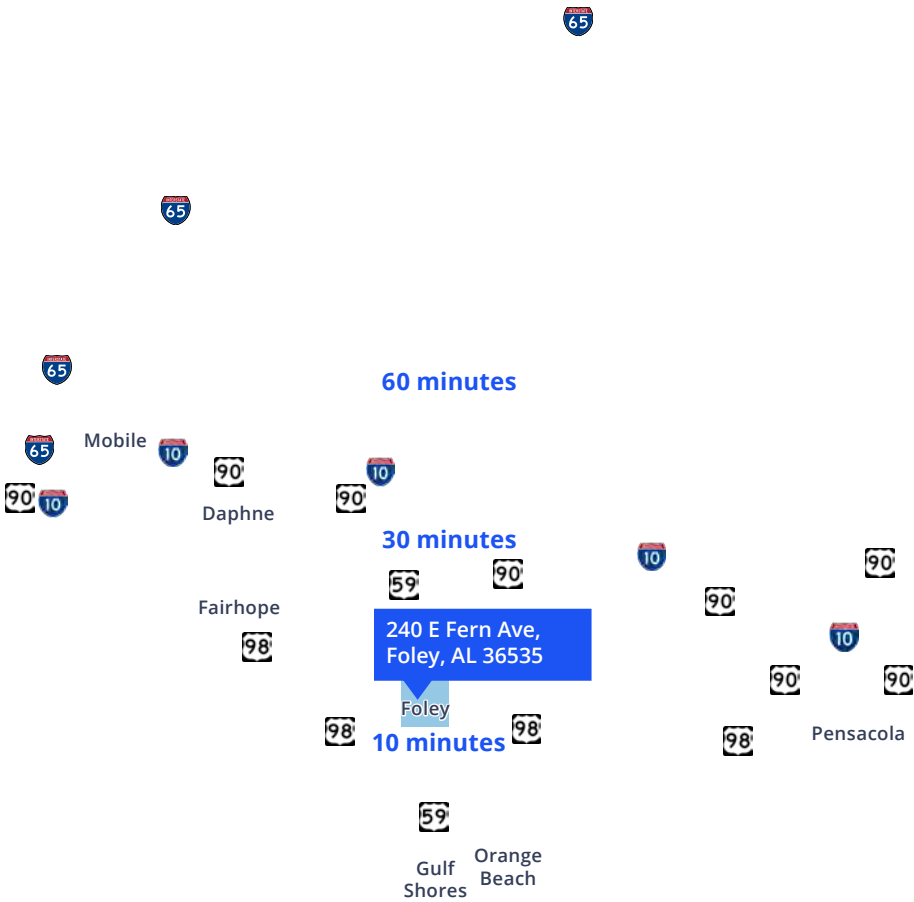 65
65
65
60 minutes
Mobile
65
10
90
10
90
10
90
Daphne
30 minutes
10
90
90
59
90
Fairhope
240 E Fern Ave,
Foley, AL 36535
10
98
90
90
Foley
98
98
10 minutes
98
Pensacola
59
Orange
Beach
Gulf
Shores